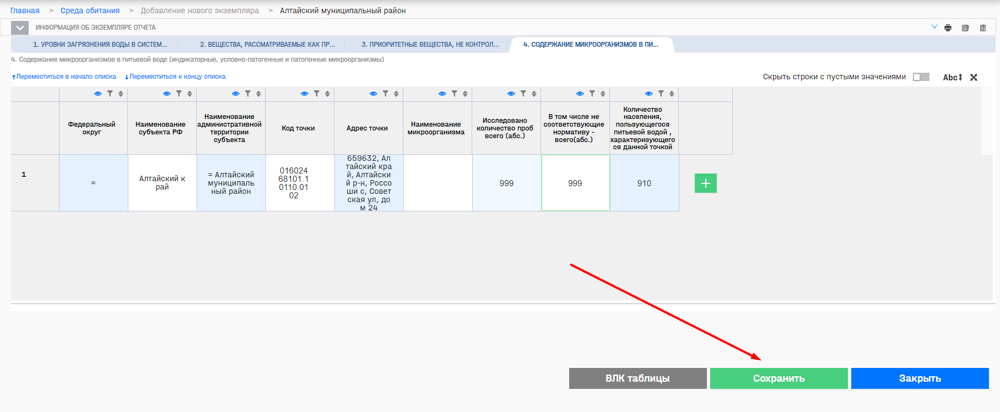 Главная > Среда обитания > Добавление нового экземпляра > Алтайский муниципальный район
ИНФОРМАЦИЯ ОБ ЭКЗЕМПЛЯРЕ ОТЧЕТА
1. УРОВНИ ЗАГРЯЗНЕНИЯ ВОДЫ В СИСТЕМ... 2. ВЕЩЕСТВА, РАССМАТРИВАЕМЫЕ КАК ПР... 3. ПРИОРИТЕТНЫЕ ВЕЩЕСТВА, НЕ КОНТРОЛ... 4. СОДЕРЖАНИЕ МИКРООРГАНИЗМОВ В ПИ...
4. Содержание микроорганизмов в питьевой воде (индикаторные, условно-патогенные и патогенные микроорганизмы)
Переместиться в начало списка Переместиться к концу списка
Скрыть строки с пустыми значениями Abc
Федеральный
округ
Наименование
субъекта РФ
Наименование
административной
территории
субъекта
Код точки
Адрес точки
Наименование
микроорганизма
Исследовано
количество проб
всего (абс.)
В том числе не
соответствующие
нормативу -
всего(абс.)
Количество
населения,
пользующегося
питьевой водой ,
характеризующего
ся данной точкой
1
=
Алтайский к
рай
= Алтайский
муниципаль
ный район
016024
68101.1
0110.01
02
659632, Ал
тайский кра
й, Алтайски
й р-н, Россо
ши с, Совет
ская ул, до
м 24
999
999
910
ВЛК таблицы
Сохранить
Закрыть